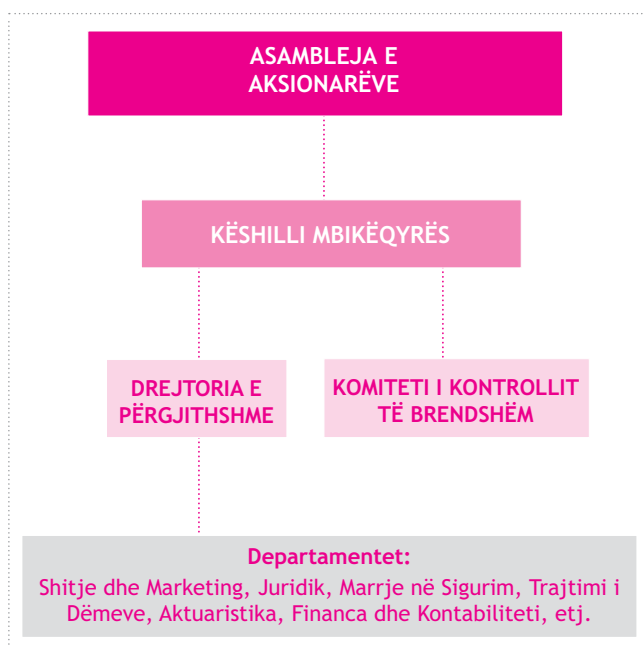 ASAMBLEJA E
AKSIONARËVE
KËSHILLI MBIKËQYRËS
DREJTORIA E
PËRGJITHSHME
KOMITETI I KONTROLLIT
TË BRENDSHËM
Departamentet:
Shitje dhe Marketing, Juridik, Marrje në Sigurim, Trajtimi i
Dëmeve, Aktuaristika, Financa dhe Kontabiliteti, etj.